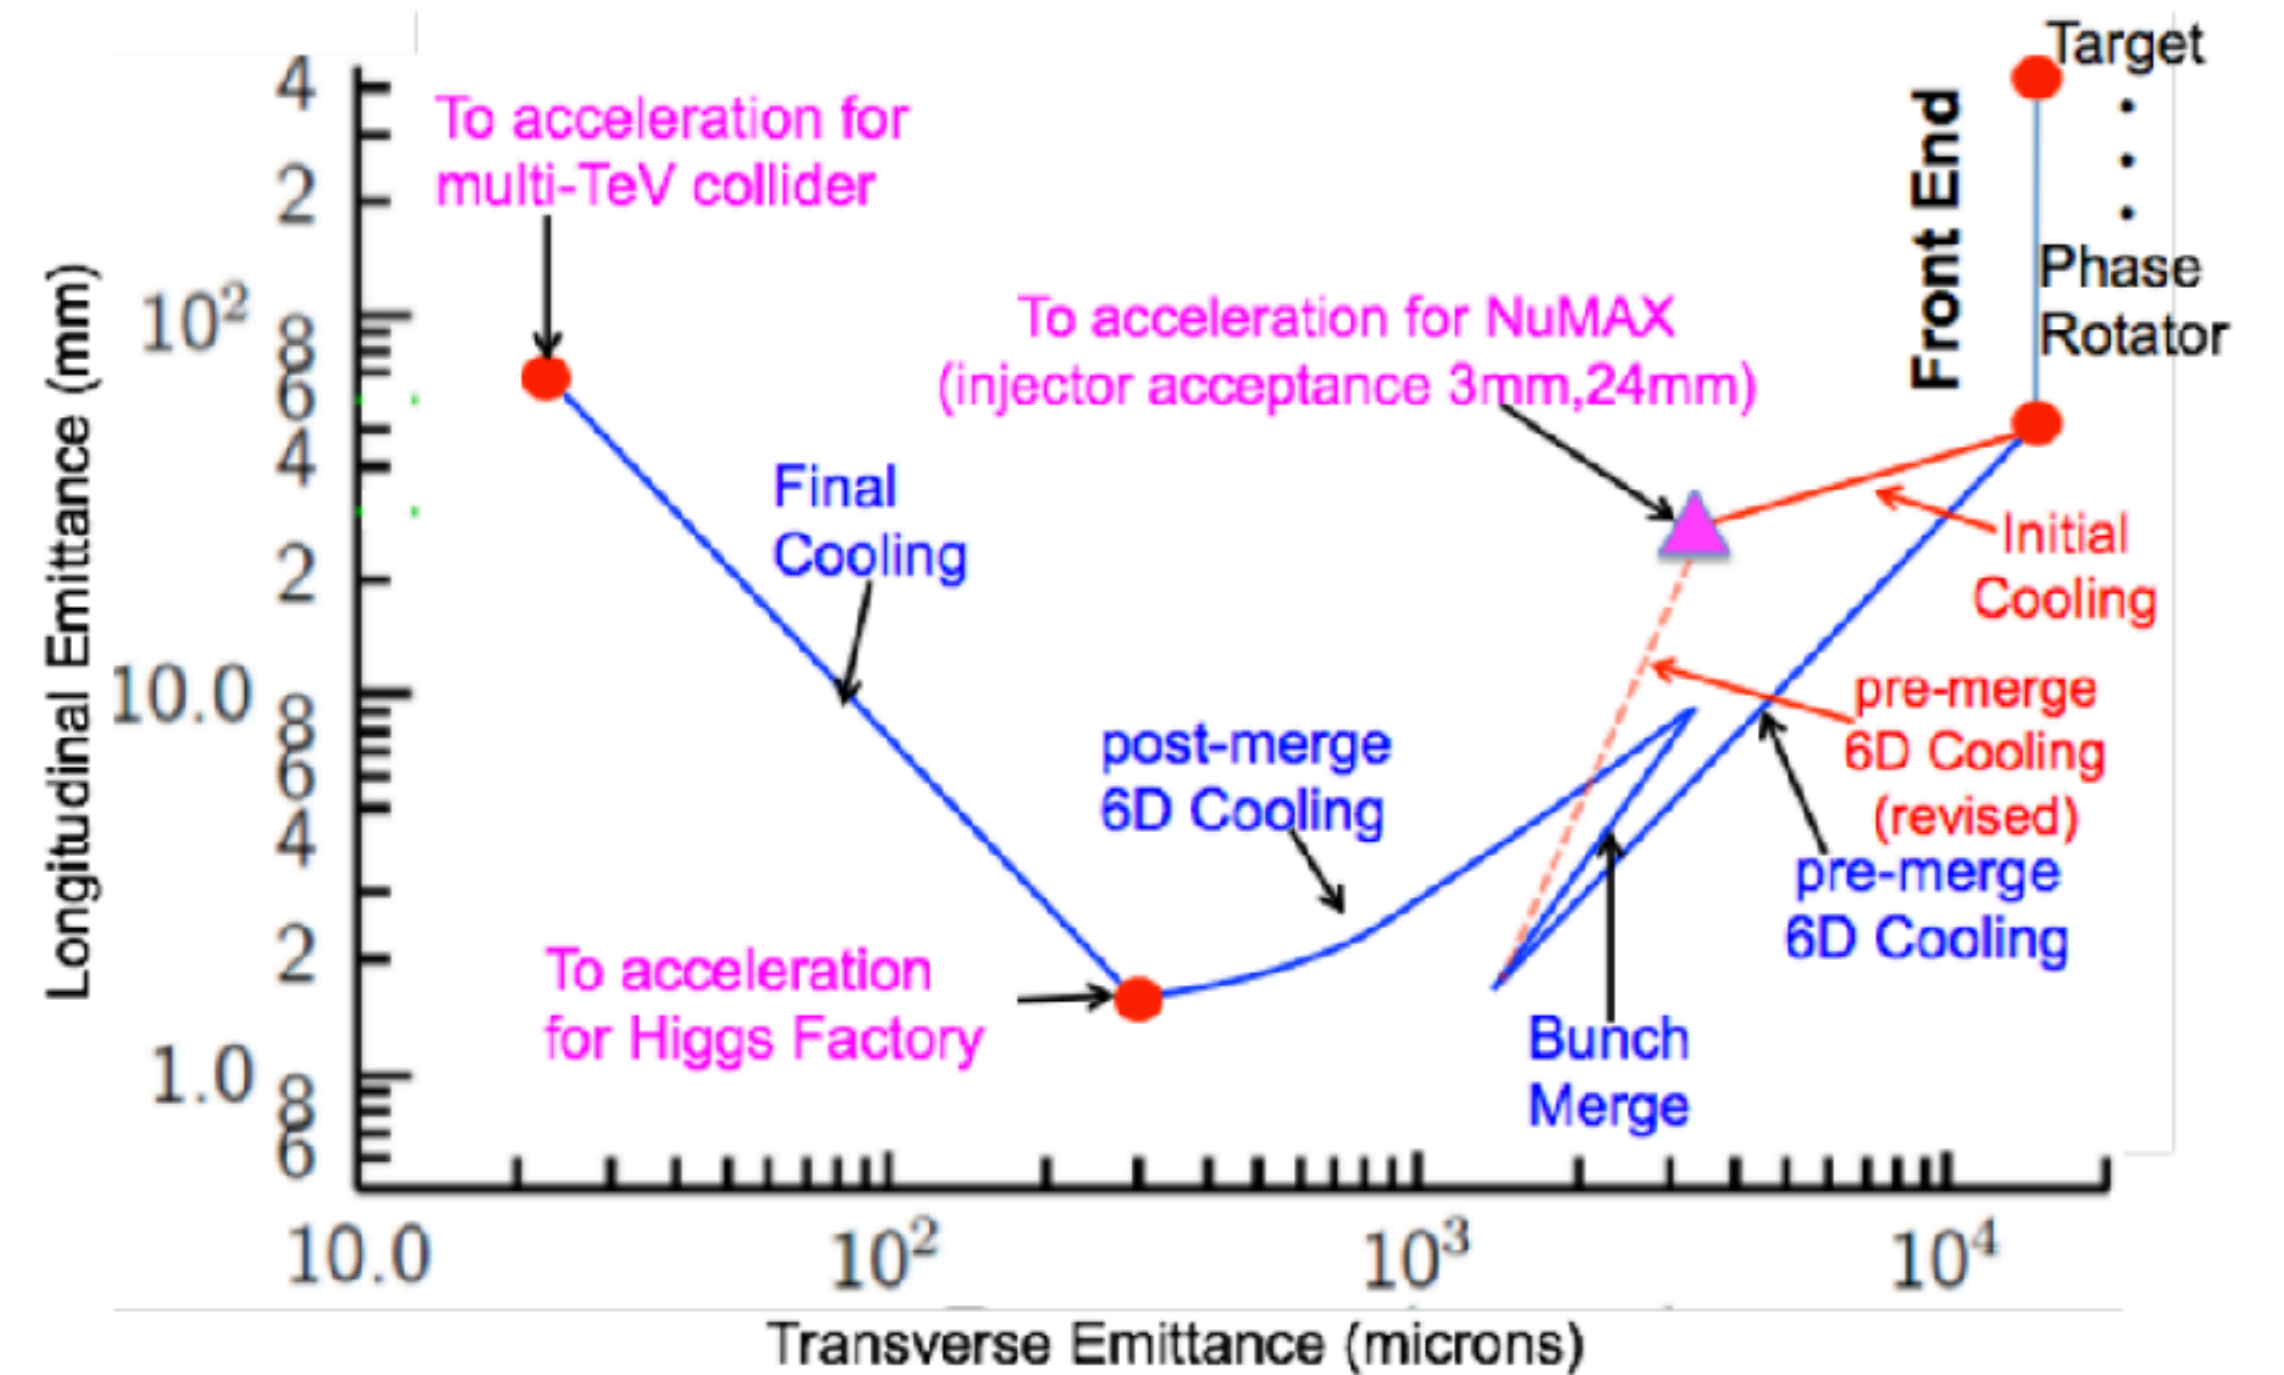 Target
Front End
Phase
Rotator
To acceleration for
multi-TeV collider
To acceleration for NuMAX
(injector acceptance 3mm,24mm)
Final
Cooling
Initial
Cooling
pre-merge
6D Cooling
(revised)
post-merge
6D Cooling
pre-merge
6D Cooling
To acceleration
for Higgs Factory
Bunch
Merge
Longitudinal Emittance (mm)
4
2
10²
8
6
4
2
10.0
8
6
4
2
1.0
8
6
10.0 10² 10³ 10⁴
Transverse Emittance (microns)